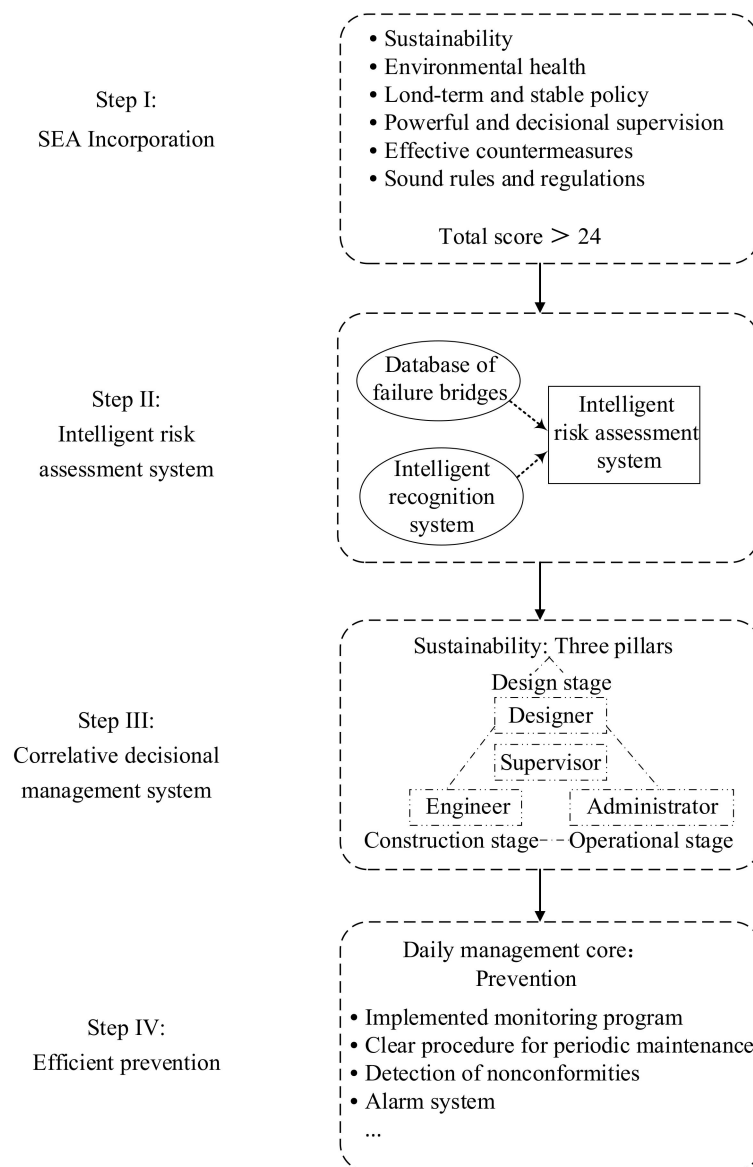 Step I:
SEA Incorporation
• Sustainability
• Environmental health
• Lond-term and stable policy
• Powerful and decisional supervision
• Effective countermeasures
• Sound rules and regulations
Total score > 24
Step II:
Intelligent risk
assessment system
Database of
failure bridges
Intelligent
recognition
system
Intelligent
risk assessment
system
Step III:
Correlative decisional
management system
Sustainability: Three pillars
Design stage
Designer
Supervisor
Engineer
Administrator
Construction stage
Operational stage
Step IV:
Efficient prevention
Daily management core：
Prevention
• Implemented monitoring program
• Clear procedure for periodic maintenance
• Detection of nonconformities
• Alarm system
...